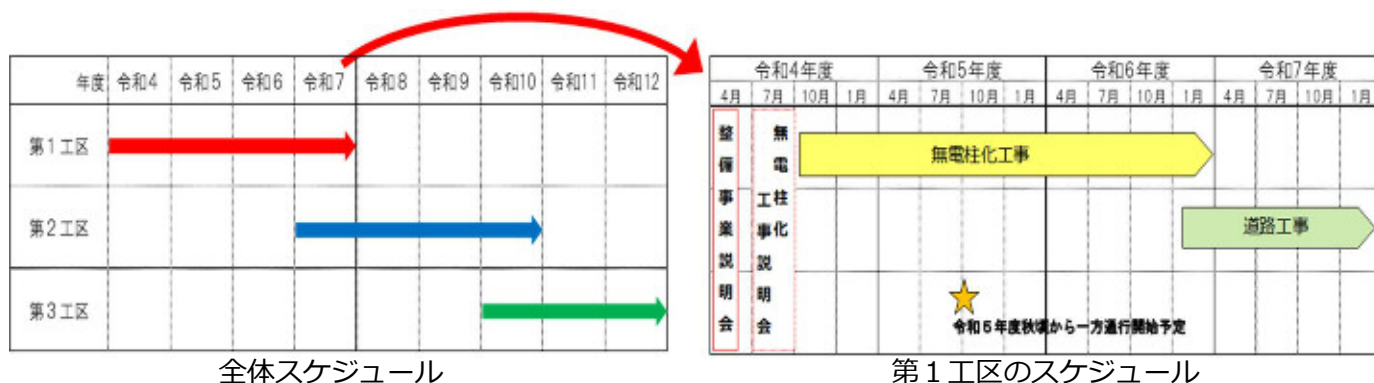 年度 令和4 令和5 令和6 令和7 令和8 令和9 令和10 令和11 令和12
第1工区
第2工区
第3工区
全体スケジュール
令和4年度 令和5年度 令和6年度 令和7年度
4月 7月 10月 1月 4月 7月 10月 1月 4月 7月 10月 1月 4月 7月 10月 1月
整備事業説明会
無電柱化
工事説明会
無電柱化工事
道路工事
令和5年度秋頃から一方通行開始予定
第１工区のスケジュール